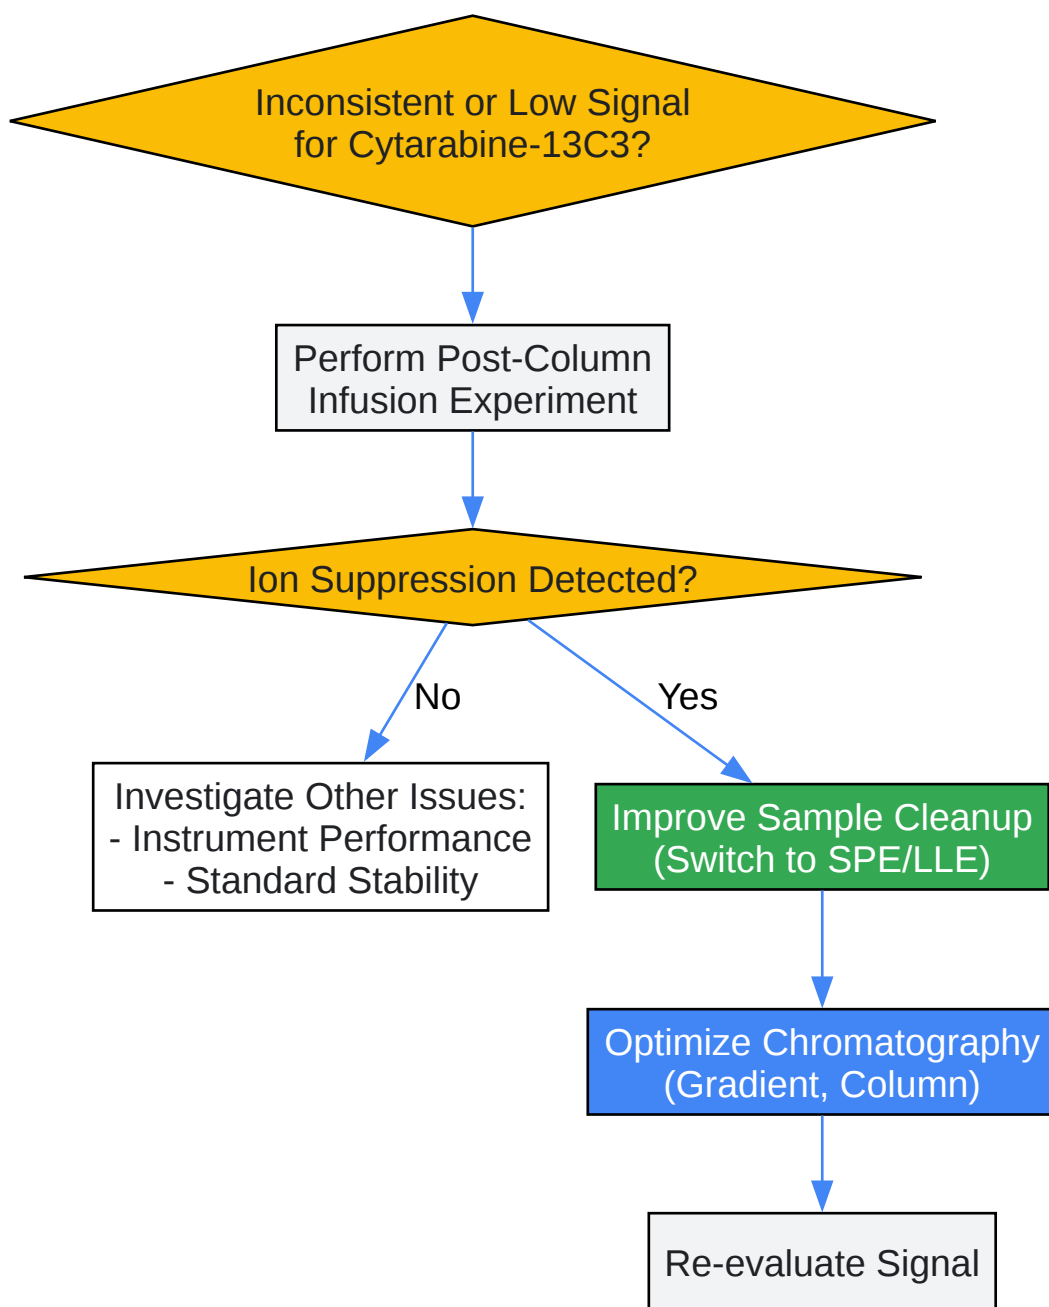 Inconsistent or Low Signal
for Cytarabine-13C3?
Perform Post-Column
Infusion Experiment
Ion Suppression Detected?
No
Yes
Investigate Other Issues:
- Instrument Performance
- Standard Stability
Improve Sample Cleanup
(Switch to SPE/LLE)
Optimize Chromatography
(Gradient, Column)
Re-evaluate Signal